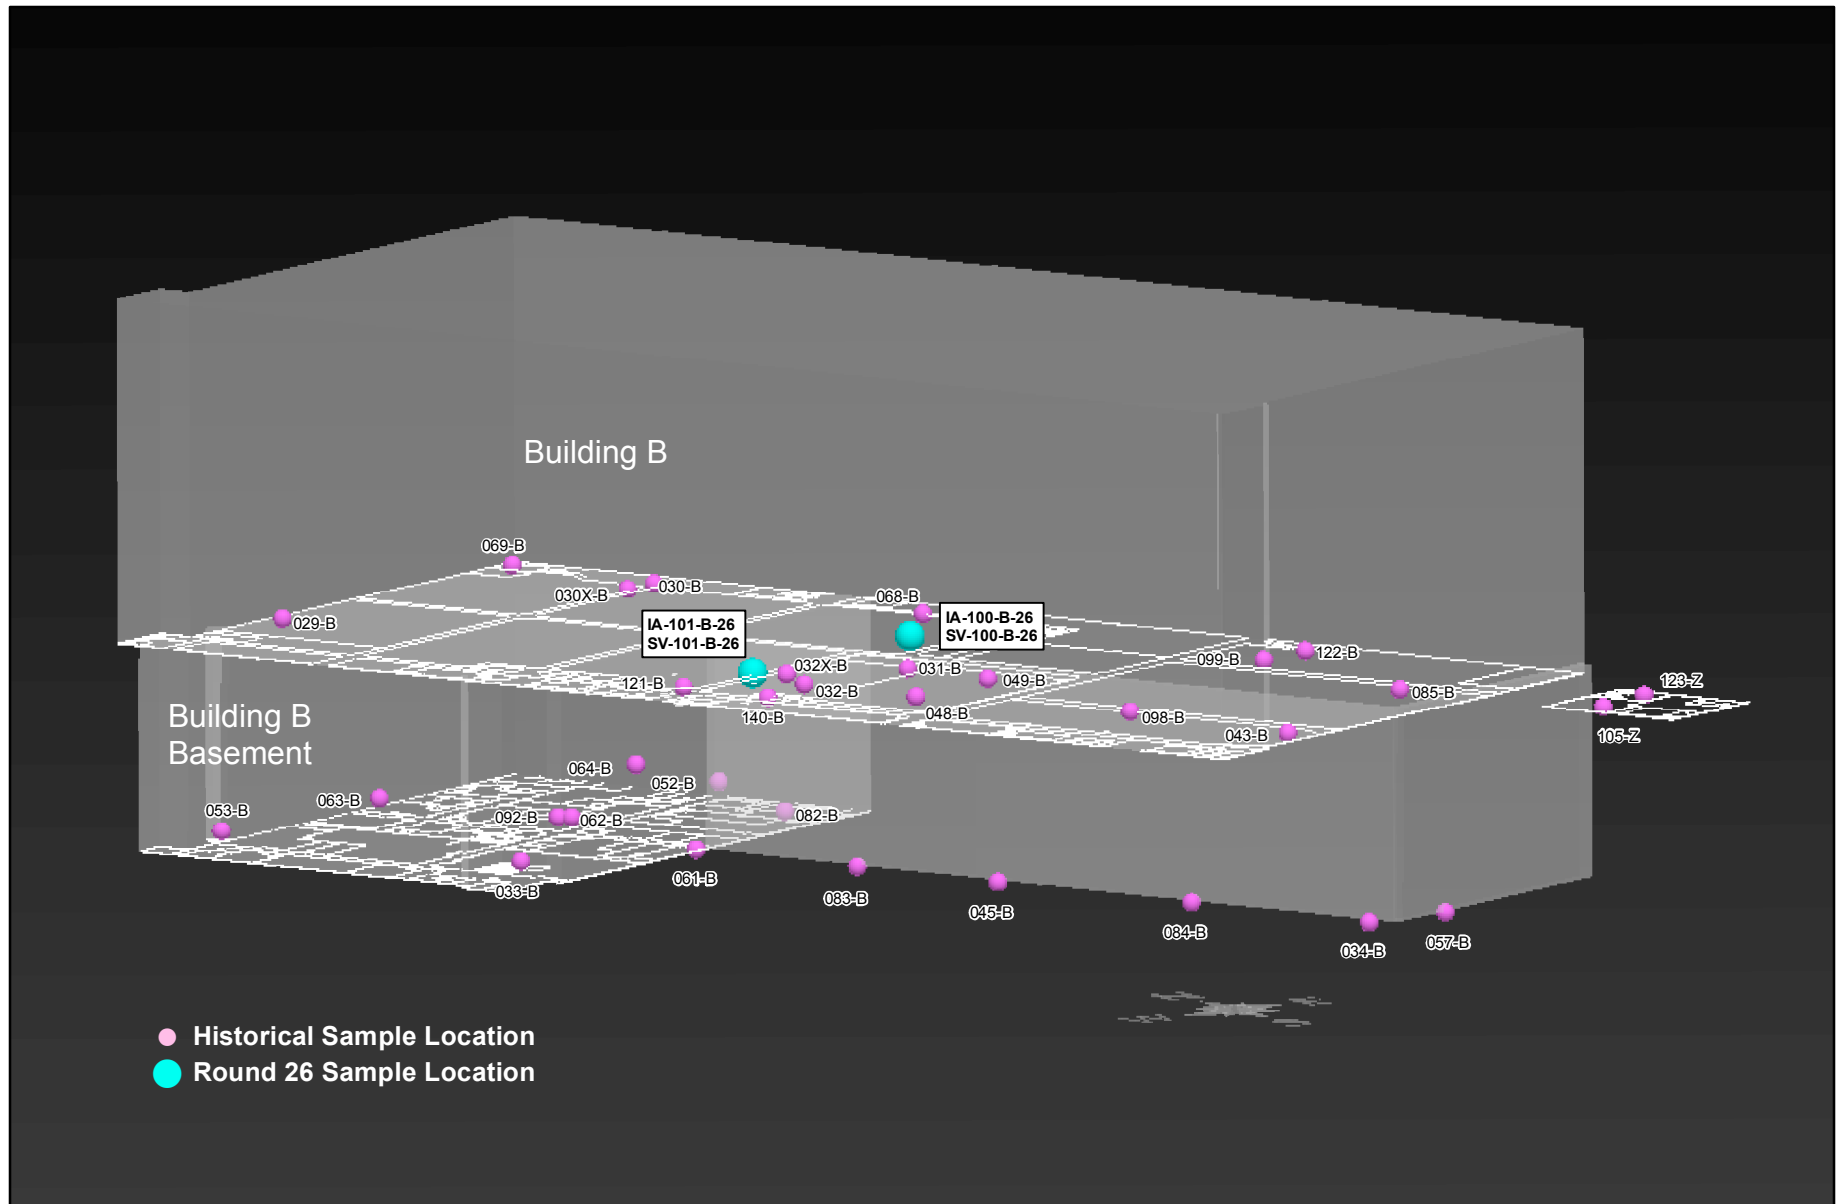 Building B
069-B
030X-B
030-B
068-B
029-B
IA-101-B-26
SV-101-B-26
IA-100-B-26
SV-100-B-26
099-B
122-B
032X-B
031-B
121-B
032-B
049-B
085-B
123-Z
140-B
048-B
098-B
043-B
105-Z
Building B
Basement
064-B
052-B
063-B
053-B
092-B
062-B
082-B
061-B
033-B
083-B
045-B
084-B
034-B
057-B
Historical Sample Location
Round 26 Sample Location